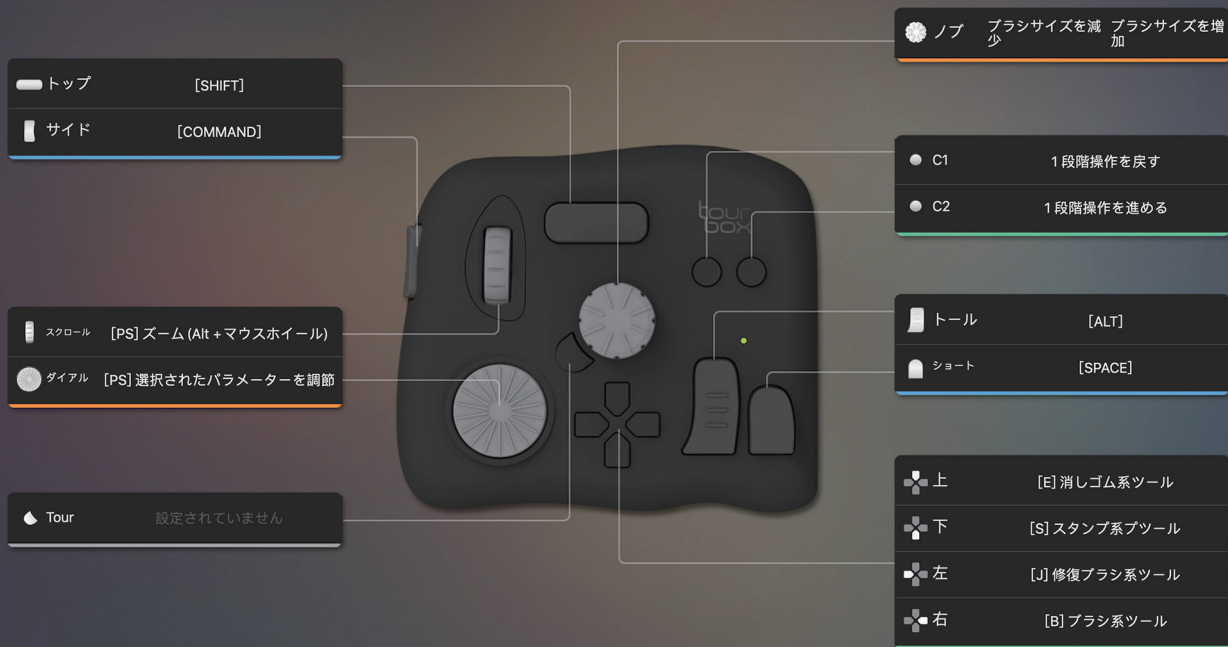 トップ [SHIFT]
サイド [COMMAND]
スクロール [PS] ズーム (Alt +マウスホイール)
ダイアル [PS] 選択されたパラメーターを調節
Tour 設定されていません
tour
box
ノブ ブラシサイズを減 ブラシサイズを増
少 加
C1 1 段階操作を戻す
C2 1 段階操作を進める
トール [ALT]
ショート [SPACE]
上 [E] 消しゴム系ツール
下 [S] スタンプ系プツール
左 [J] 修復ブラシ系ツール
右 [B] ブラシ系ツール